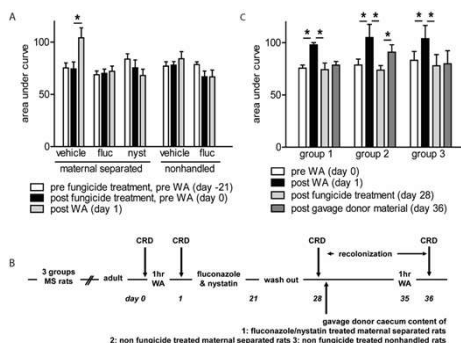 A
area under curve
150
100
50
0
*
vehicle fluc nyst vehicle fluc
maternal separated nonhandled
pre fungicide treatment, pre WA (day -21)
post fungicide treatment, pre WA (day 0)
post WA (day 1)
C
area under curve
150
100
50
0
* * * * * * *
group 1 group 2 group 3
pre WA (day 0)
post WA (day 1)
post fungicide treatment (day 28)
post gavage donor material (day 36)
B
CRD CRD CRD CRD
recolonization
3 groups
MS rats
adult
1hr
WA
fluconazole
& nystatin
wash out
1hr
WA
day 0 1 21 28 35 36
gavage donor caecum content of
1: fluconazole/nystatin treated maternal separated rats
2: non fungicide treated maternal separated rats 3: non fungicide treated nonhandled rats